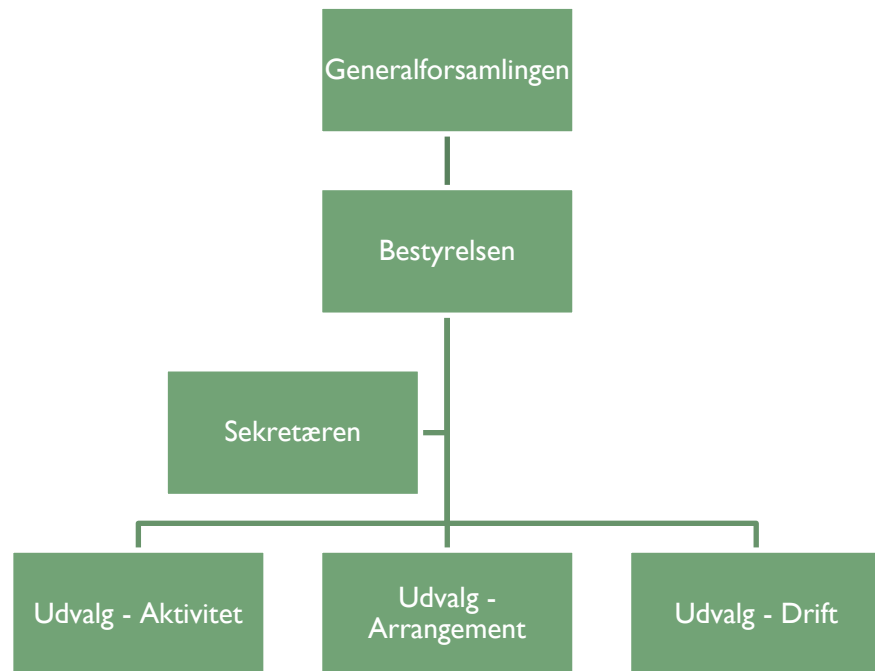 Generalforsamlingen
Bestyrelsen
Sekretæren
Udvalg - Aktivitet
Udvalg -
Arrangement
Udvalg - Drift